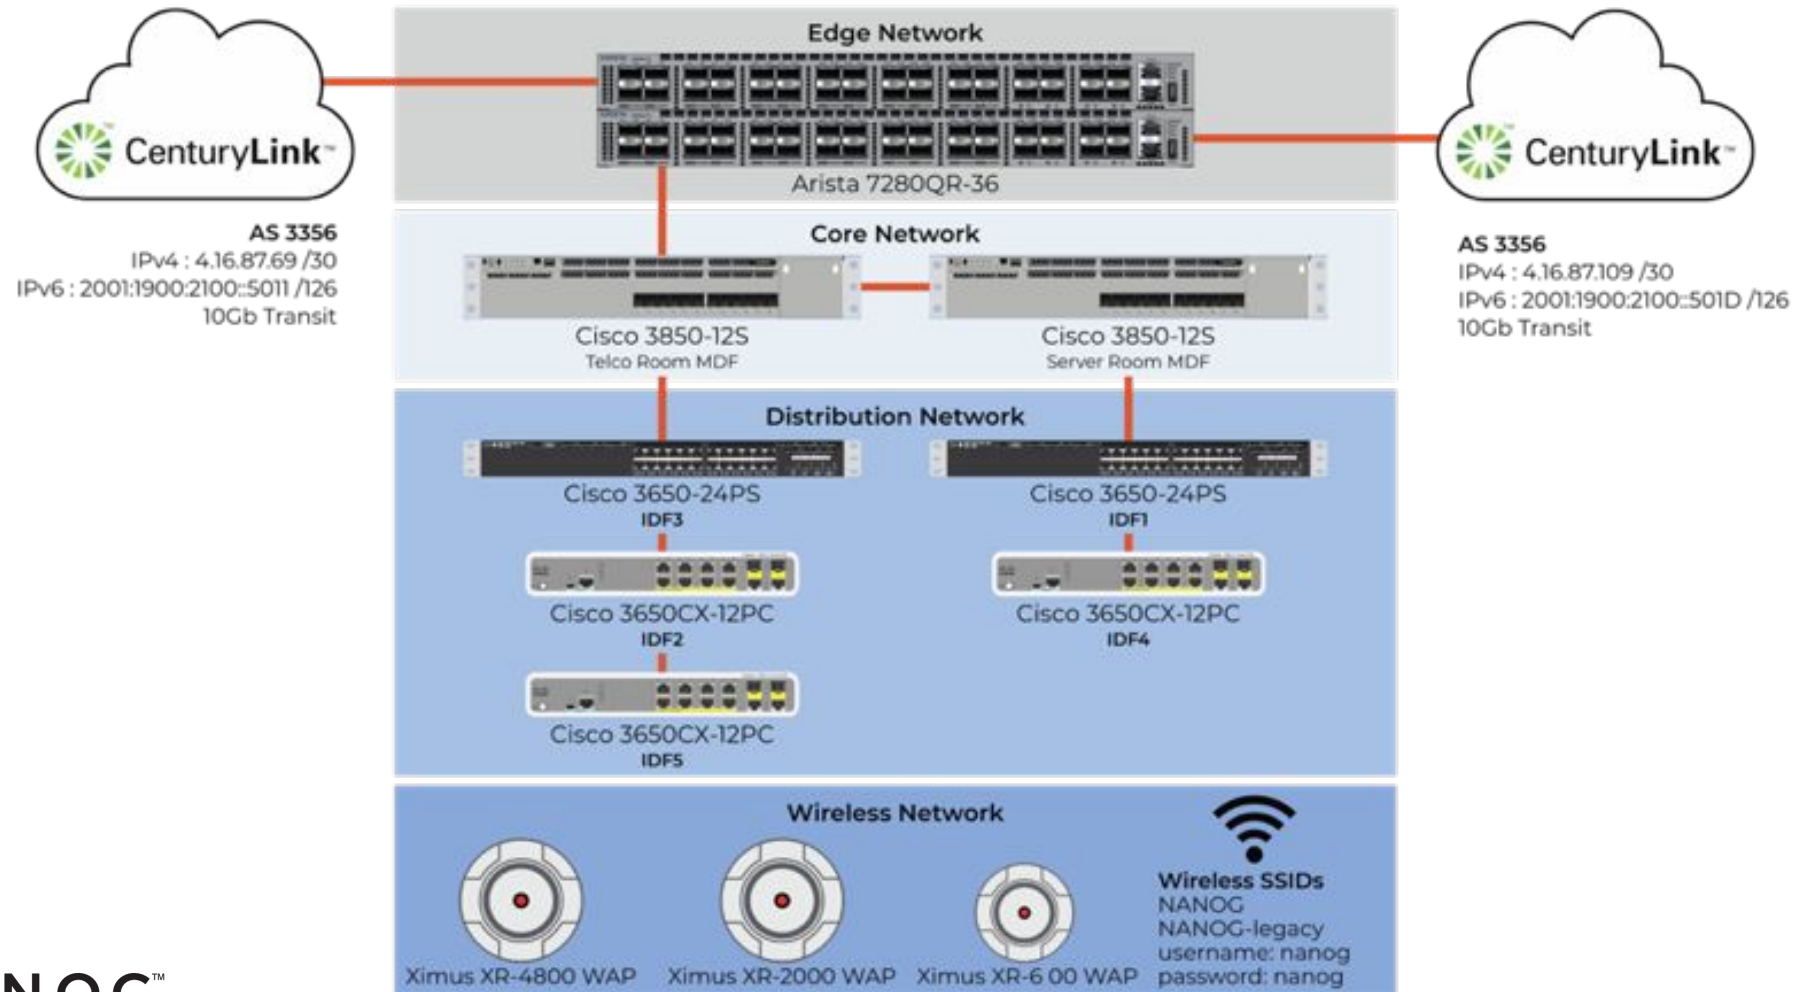 Edge Network
Arista 7280QR-36
CenturyLink™
AS 3356
IPv4 : 4.16.87.69 /30
IPv6 : 2001:1900:2100::5011 /126
10Gb Transit
CenturyLink™
AS 3356
IPv4 : 4.16.87.109 /30
IPv6 : 2001:1900:2100::501D /126
10Gb Transit
Core Network
Cisco 3850-12S
Telco Room MDF
Cisco 3850-12S
Server Room MDF
Distribution Network
Cisco 3650-24PS
IDF3
Cisco 3650-24PS
IDF1
Cisco 3650CX-12PC
IDF2
Cisco 3650CX-12PC
IDF4
Cisco 3650CX-12PC
IDF5
Wireless Network
Ximus XR-4800 WAP
Ximus XR-2000 WAP
Ximus XR-6 00 WAP
Wireless SSIDs
NANOG
NANOG-legacy
username: nanog
password: nanog